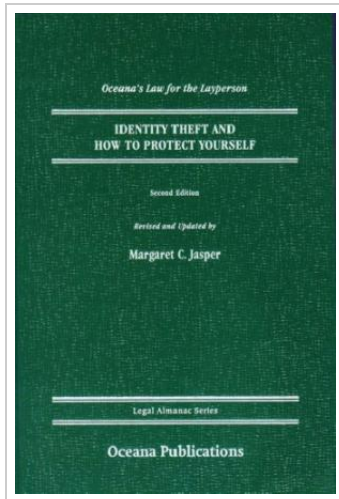 Oceana's Law for the Layperson
IDENTITY THEFT AND
HOW TO PROTECT YOURSELF
Second Edition
Revised and Updated by
Margaret C. Jasper
Legal Almanac Series
Oceana Publications